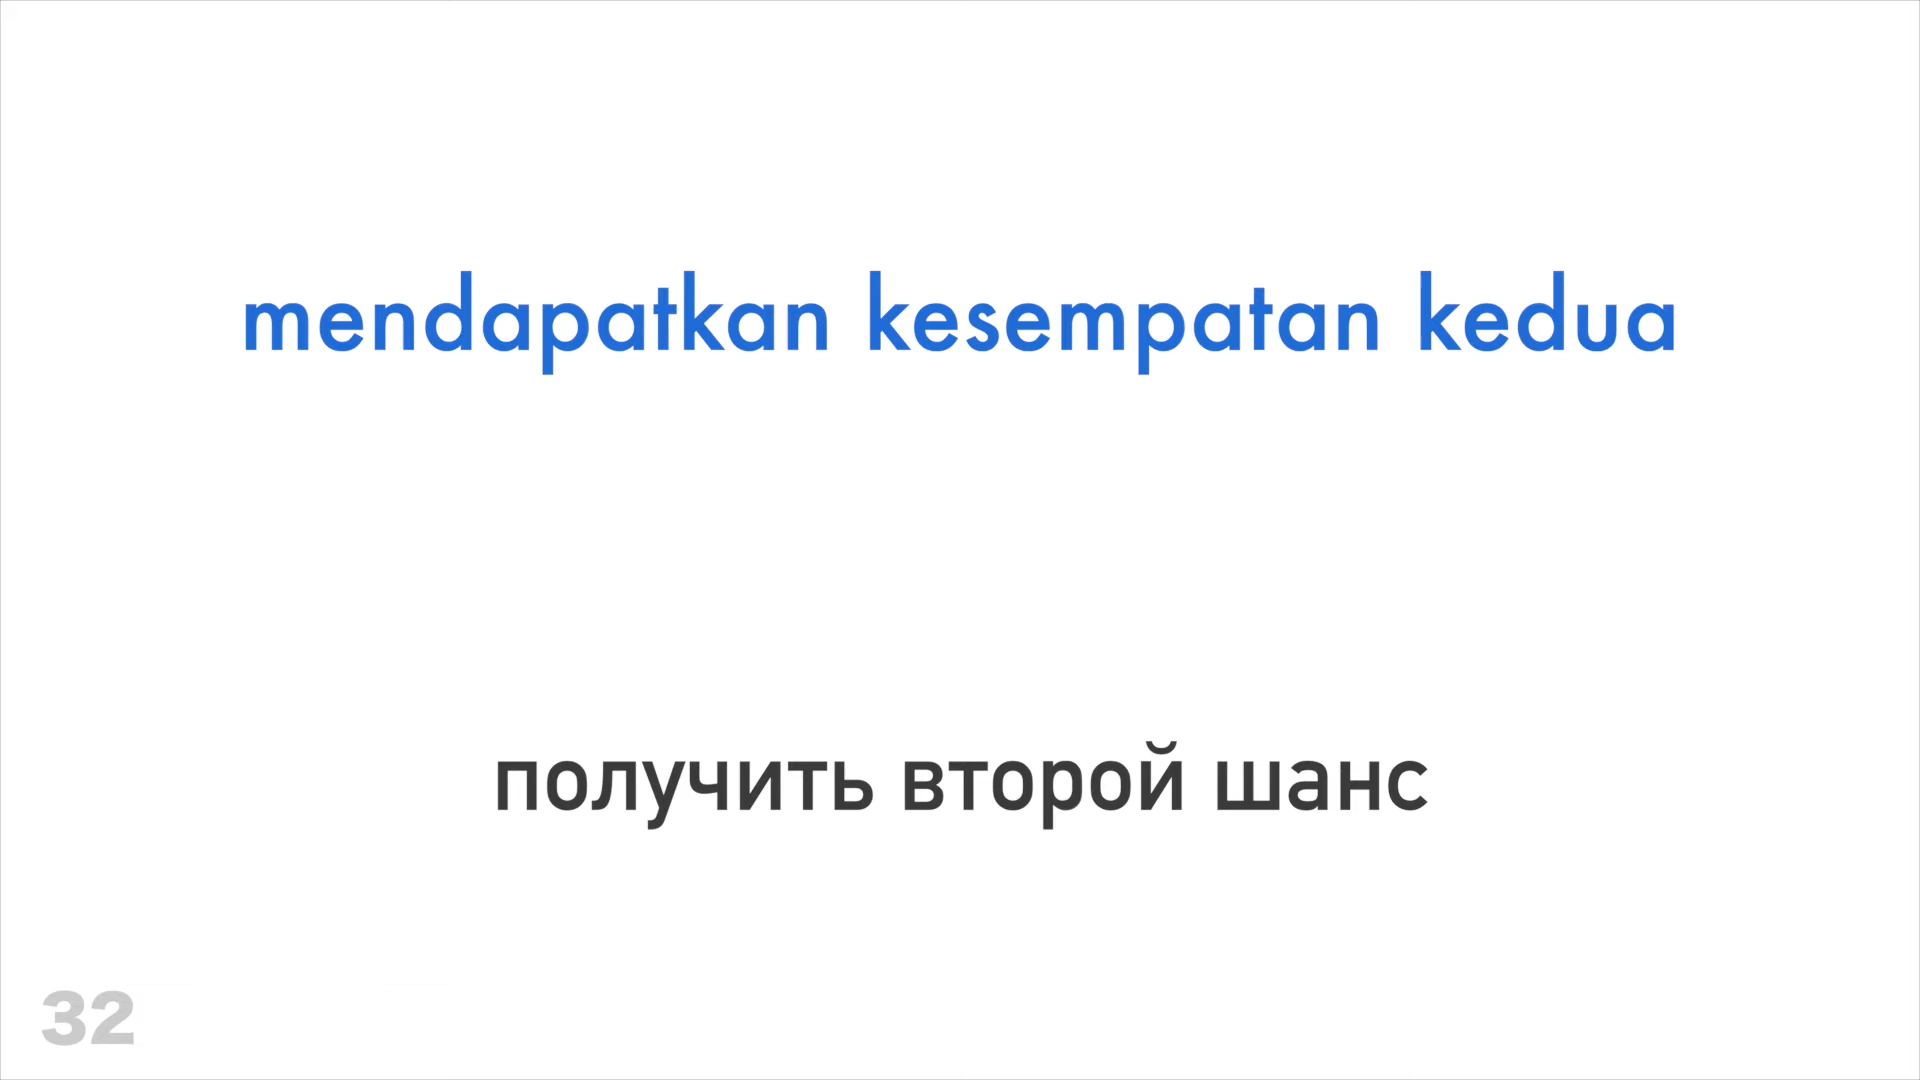 mendapatkan kesempatan kedua
получить второй шанс
32